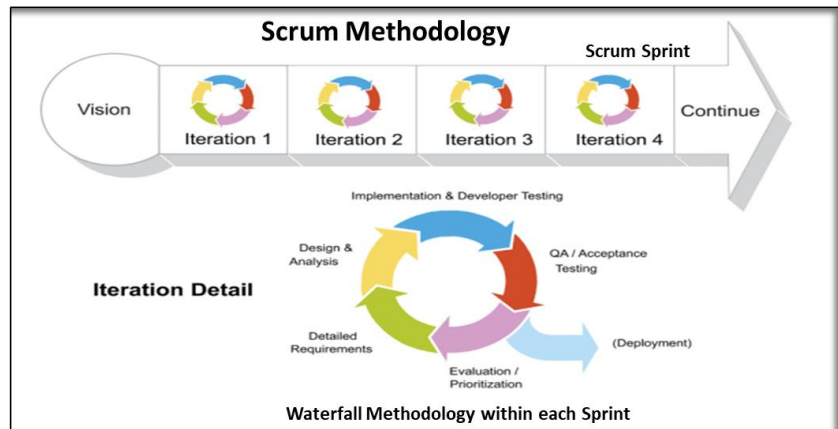 Scrum Methodology
Scrum Sprint
Vision
Iteration 1
Iteration 2
Iteration 3
Iteration 4
Continue
Implementation & Developer Testing
Design &
Analysis
QA / Acceptance
Testing
Iteration Detail
Detailed
Requirements
(Deployment)
Evaluation /
Prioritization
Waterfall Methodology within each Sprint